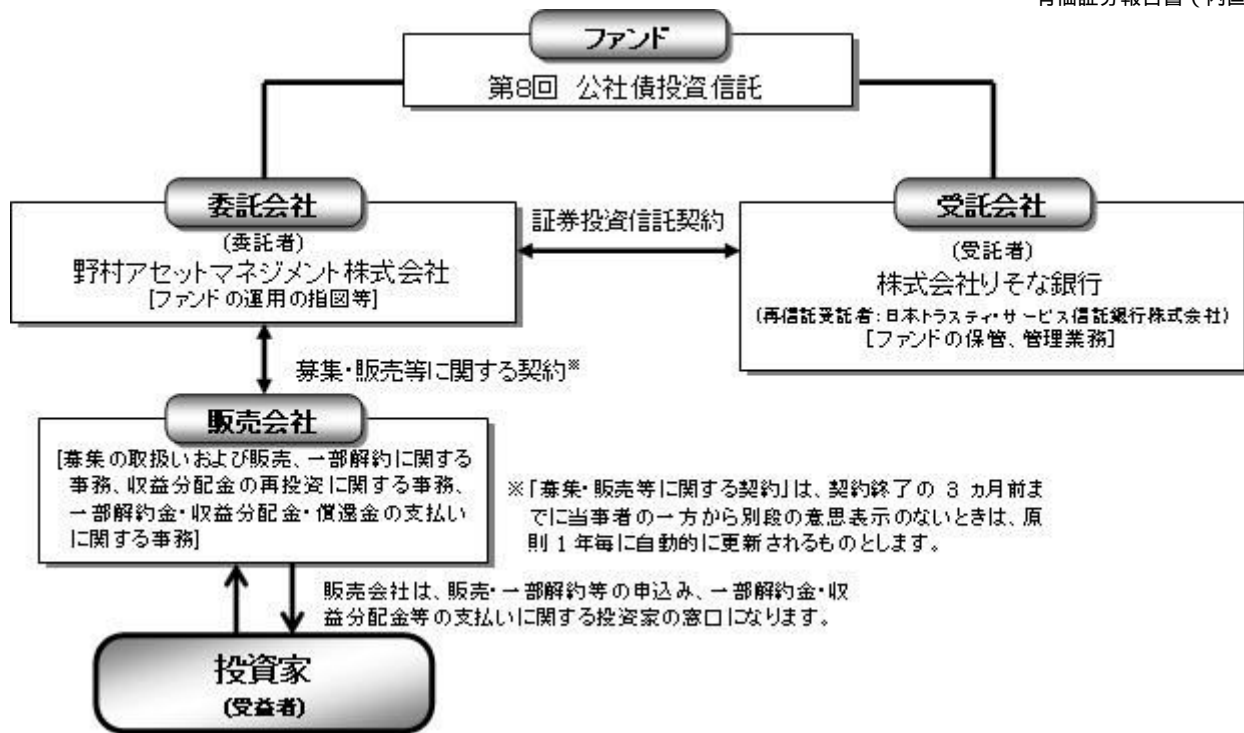 有価証券報告書(内国
ファンド
第8回 公社債投資信託
委託会社
(委託者)
野村アセットマネジメント株式会社
[ファンドの運用の指図等]
証券投資信託契約
受託会社
(受託者)
株式会社りそな銀行
(再信託受託者:日本トラスティ・サービス信託銀行株式会社)
[ファンドの保管、管理業務]
募集・販売等に関する契約※
販売会社
[募集の取扱いおよび販売、一部解約に関する
事務、収益分配金の再投資に関する事務、
一部解約金・収益分配金・償還金の支払い
に関する事務]
※「募集・販売等に関する契約」は、契約終了の 3 ヵ月前ま
でに当事者の一方から別段の意思表示のないときは、原
則 1 年毎に自動的に更新されるものとします。
販売会社は、販売・一部解約等の申込み、一部解約金・収
益分配金等の支払いに関する投資家の窓口になります。
投資家
(受益者)